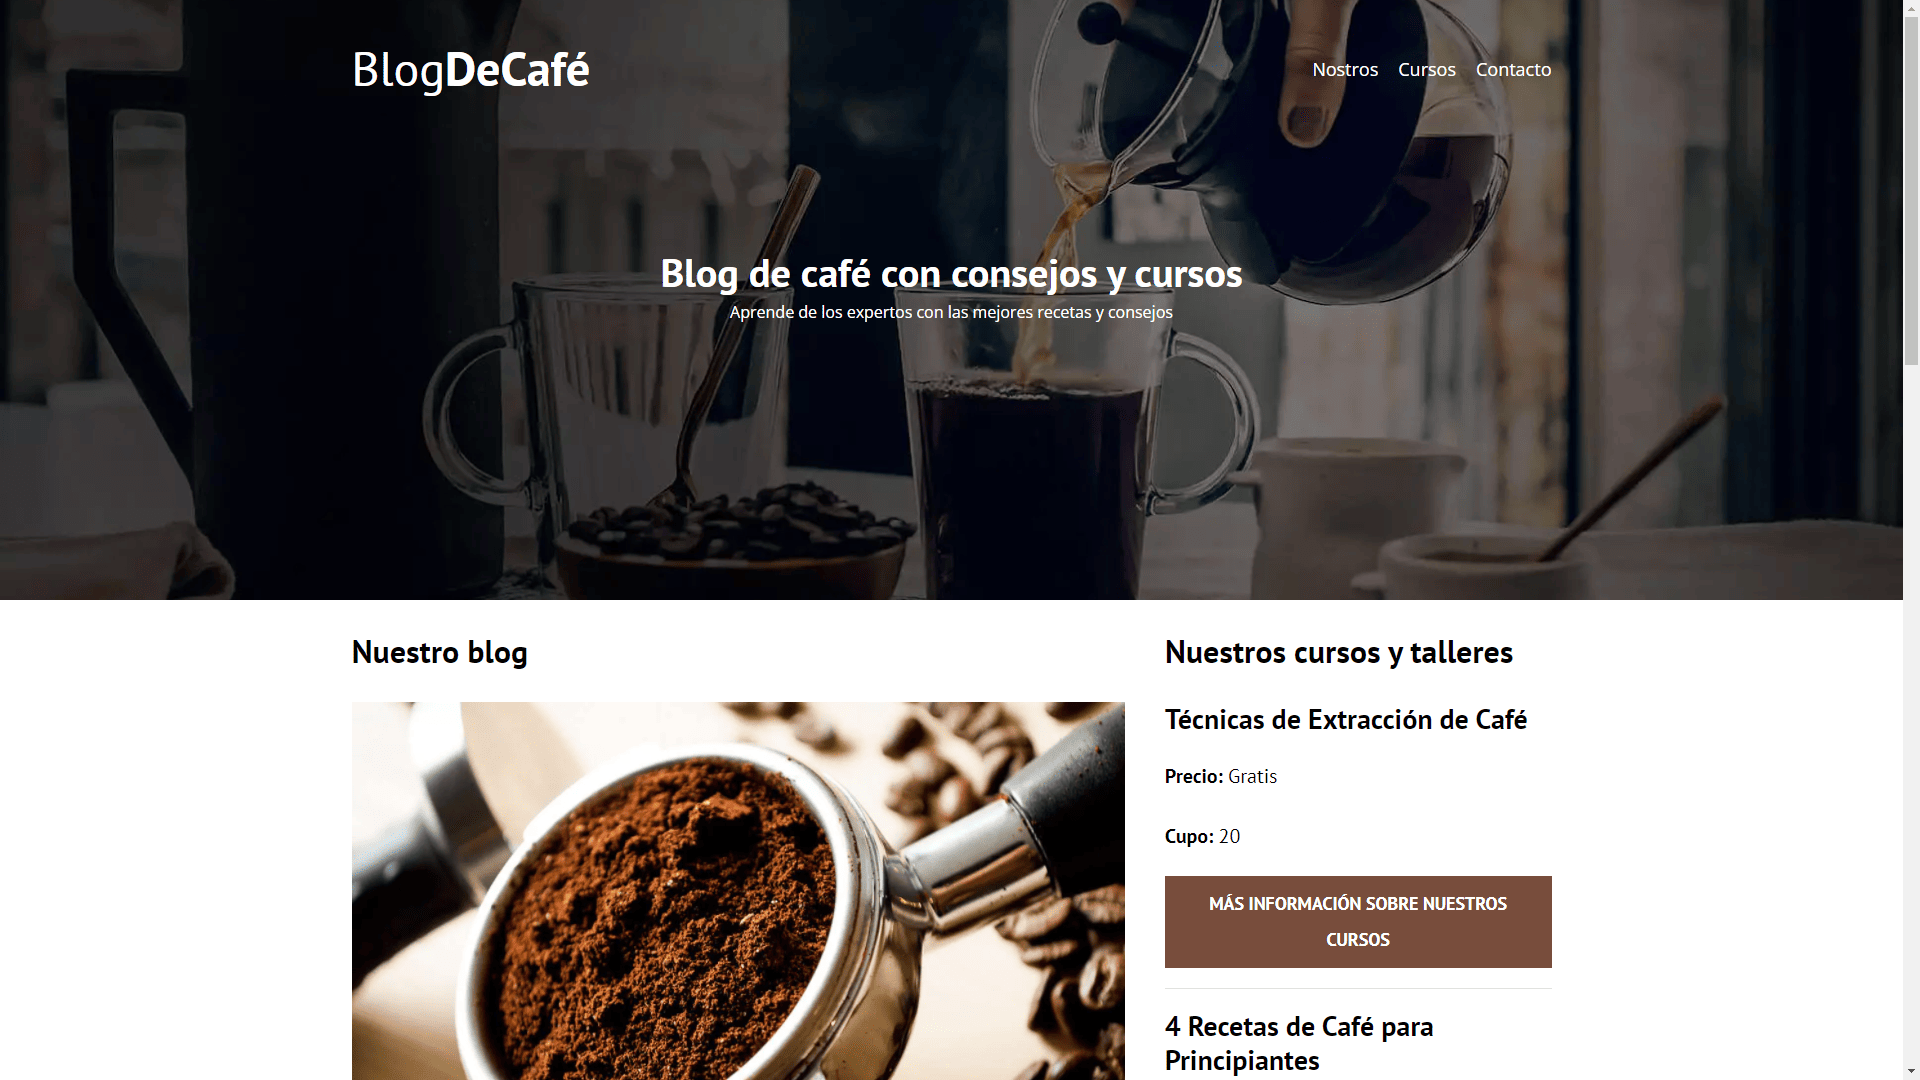 BlogDeCafé
Nostros Cursos Contacto
Blog de café con consejos y cursos
Aprende de los expertos con las mejores recetas y consejos
Nuestro blog
Nuestros cursos y talleres
Técnicas de Extracción de Café
Precio: Gratis
Cupo: 20
MÁS INFORMACIÓN SOBRE NUESTROS
CURSOS
4 Recetas de Café para
Principiantes